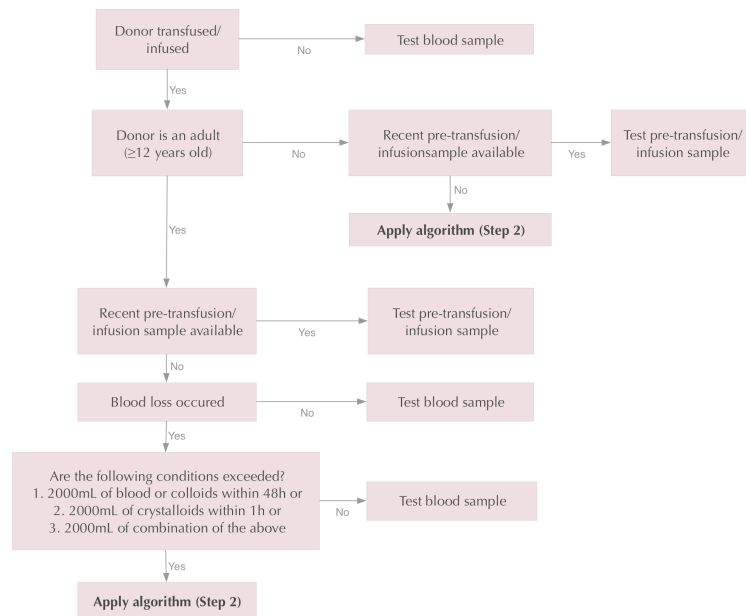 Donor transfused/
infused
No
Test blood sample
Yes
Donor is an adult
(≥12 years old)
No
Recent pre-transfusion/
infusionsample available
Yes
Test pre-transfusion/
infusion sample
No
Apply algorithm (Step 2)
Yes
Recent pre-transfusion/
infusion sample available
Yes
Test pre-transfusion/
infusion sample
No
Blood loss occured
No
Test blood sample
Yes
Are the following conditions exceeded?
1. 2000mL of blood or colloids within 48h or
2. 2000mL of crystalloids within 1h or
3. 2000mL of combination of the above
No
Test blood sample
Yes
Apply algorithm (Step 2)